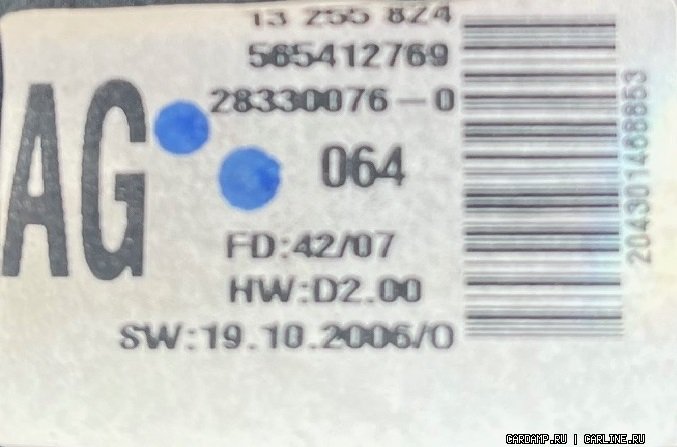 13 255 824
565412769
28330076-0
AG
064
FD:42/07
HW:D2.00
SW:19.10.2006/0
204301468853
CARDAMP.RU | CARLINE.RU